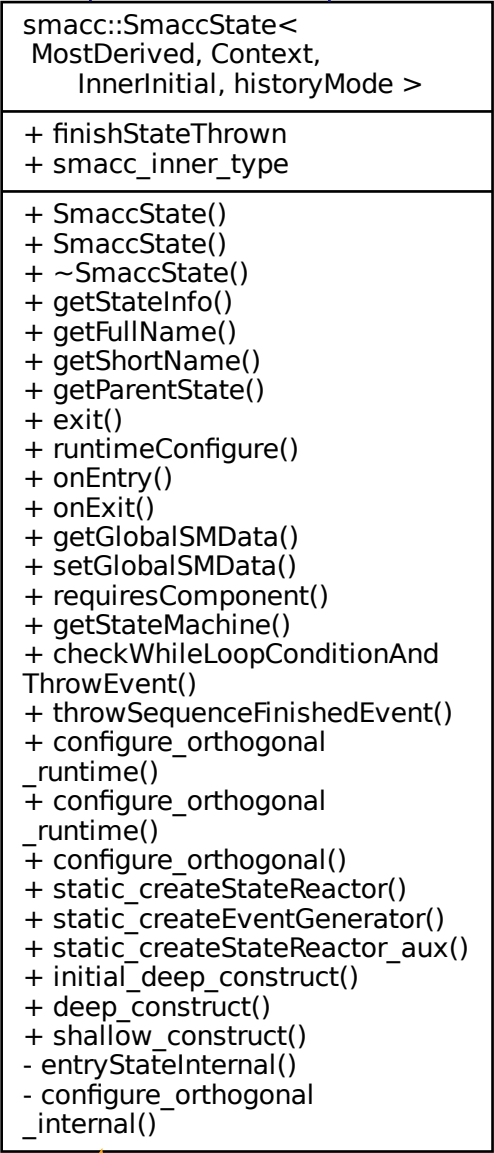 smacc::SmaccState<
MostDerived, Context,
InnerInitial, historyMode >
+ finishStateThrown
+ smacc_inner_type
+ SmaccState()
+ SmaccState()
+ ~SmaccState()
+ getStateInfo()
+ getFullName()
+ getShortName()
+ getParentState()
+ exit()
+ runtimeConfigure()
+ onEntry()
+ onExit()
+ getGlobalSMData()
+ setGlobalSMData()
+ requiresComponent()
+ getStateMachine()
+ checkWhileLoopConditionAnd
ThrowEvent()
+ throwSequenceFinishedEvent()
+ configure_orthogonal
_runtime()
+ configure_orthogonal
_runtime()
+ configure_orthogonal()
+ static_createStateReactor()
+ static_createEventGenerator()
+ static_createStateReactor_aux()
+ initial_deep_construct()
+ deep_construct()
+ shallow_construct()
- entryStateInternal()
- configure_orthogonal
_internal()